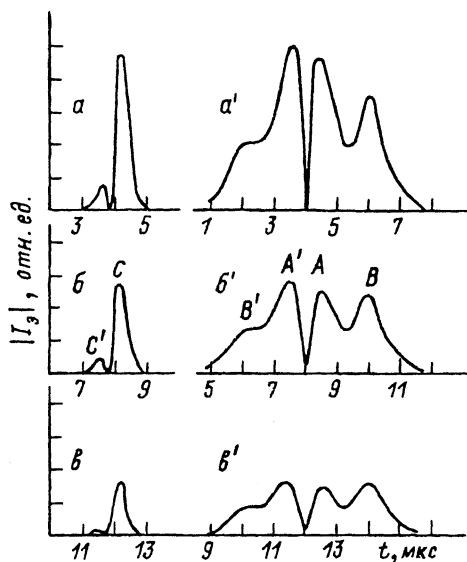 а
а'
3 5
1 3 5 7
|Iэ|, отн. ед.
б
C'
C
б'
B'
A'
A
B
7 9
5 7 9 11
в
в'
11 13
9 11 13
t, мкс